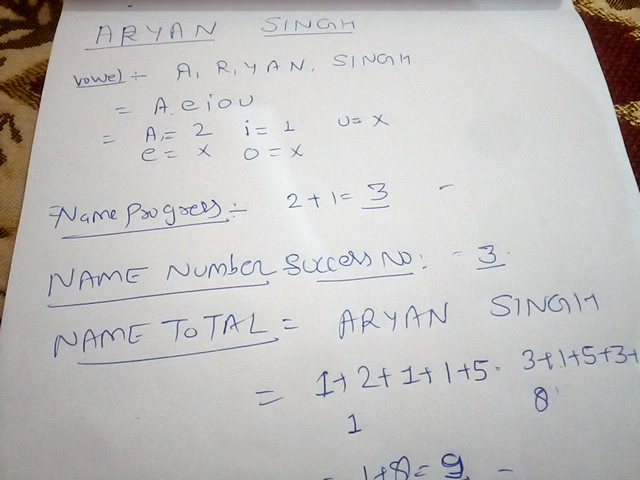 ARYAN SINGH
vowel ÷ A, R, Y A N, SINGH
= A e i o u
= A = 2 i = 1 u = x
e = x o = x
Name Progress ÷ 2 + 1 = 3 -
NAME Number Success No: - 3.
NAME ToTAL = ARYAN SINGH
= 1+2+1+1+5. 3+1+5+3+
1 8
= 1+8 = 9 -